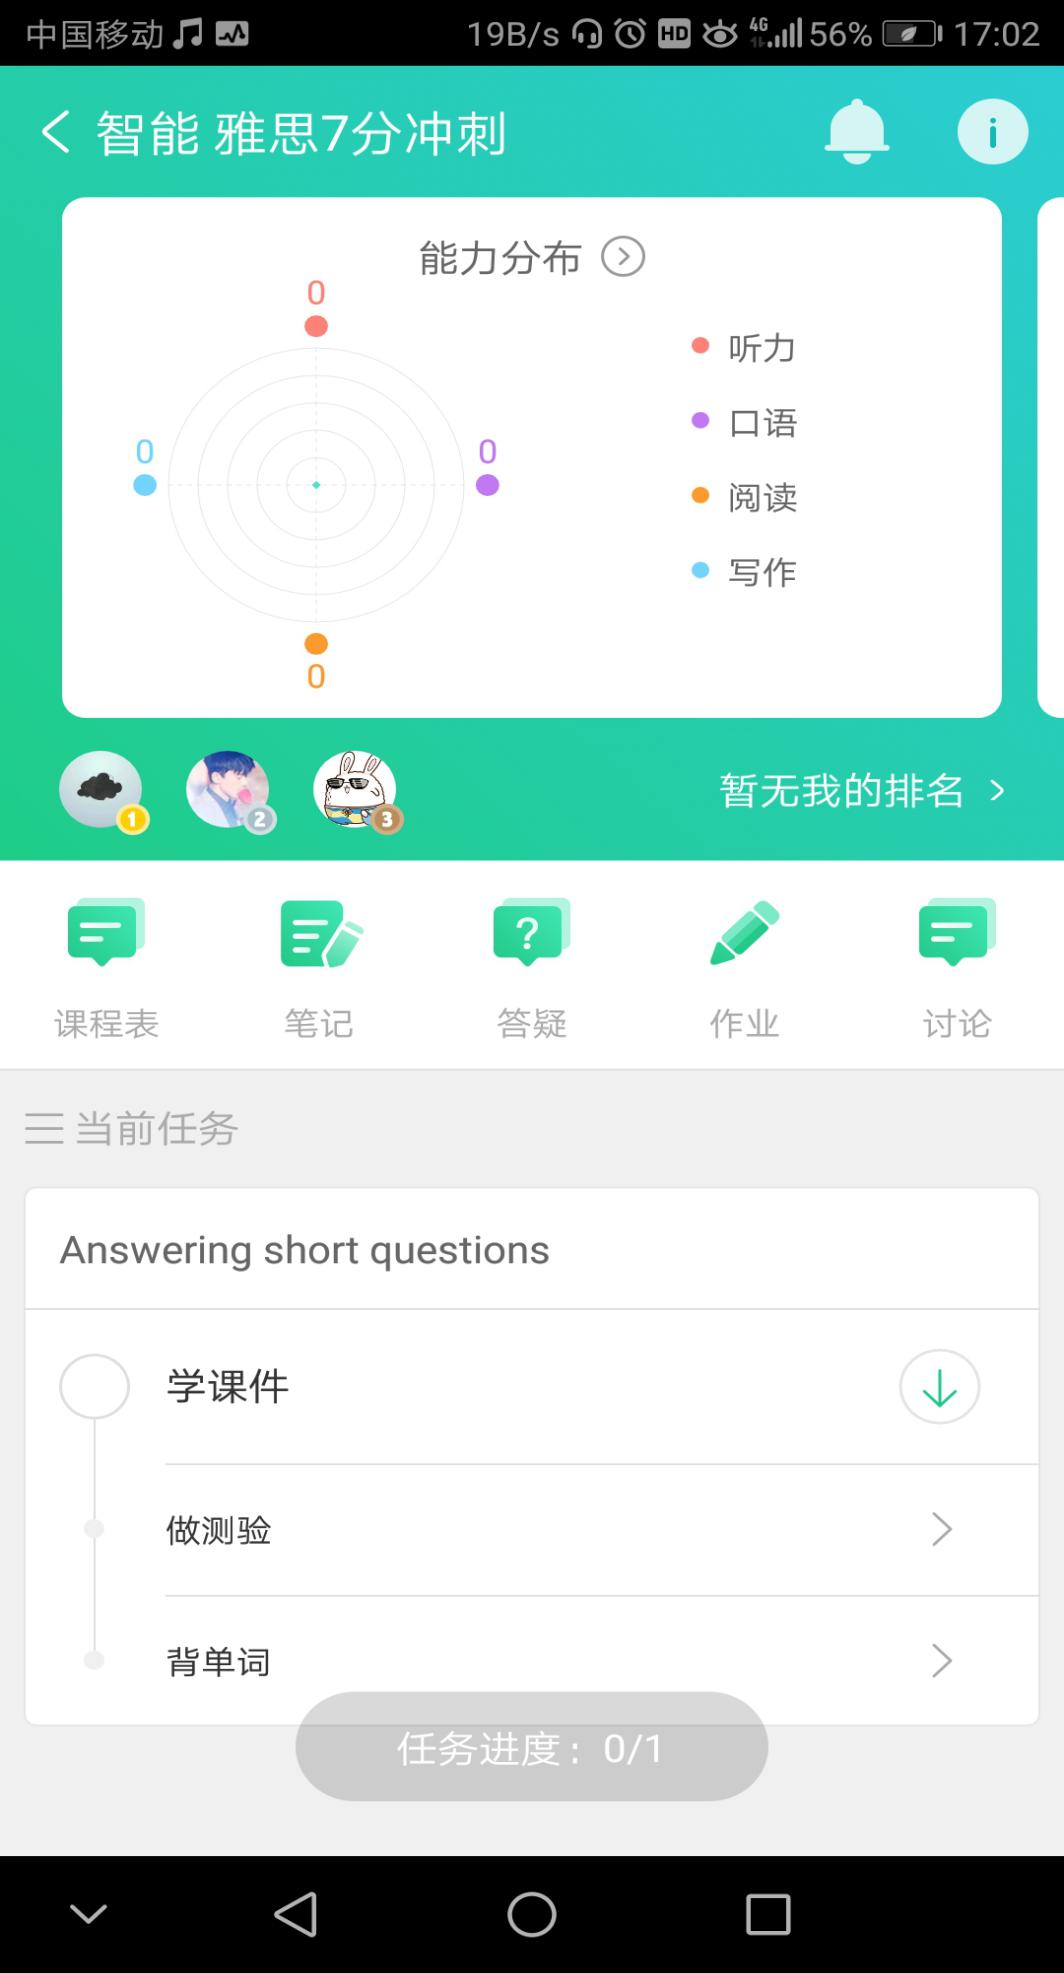 中国移动 19B/s HD 4G 56% 17:02
智能 雅思7分冲刺
能力分布
0
听力
口语
0 0
阅读
写作
0
1 2 3 暂无我的排名
?
课程表 笔记 答疑 作业 讨论
当前任务
Answering short questions
学课件
做测验
背单词
任务进度：0/1